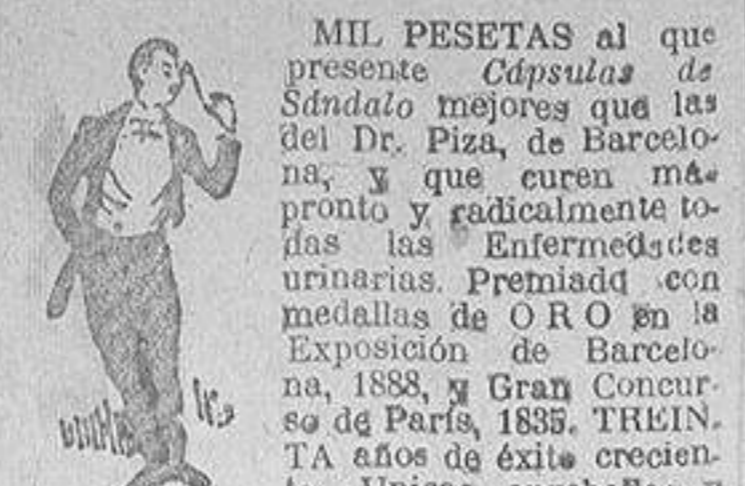 MIL PESETAS al que
presente Cápsulas de
Sándalo mejores que las
del Dr. Piza, de Barcelo-
na, y que curen más
pronto y radicalmente to-
das las Enfermedades
urinarias. Premiado con
medallas de ORO en la
Exposición de Barcelo-
na, 1888, y Gran Concur-
so de París, 1835. TREIN-
TA años de éxito crecien-